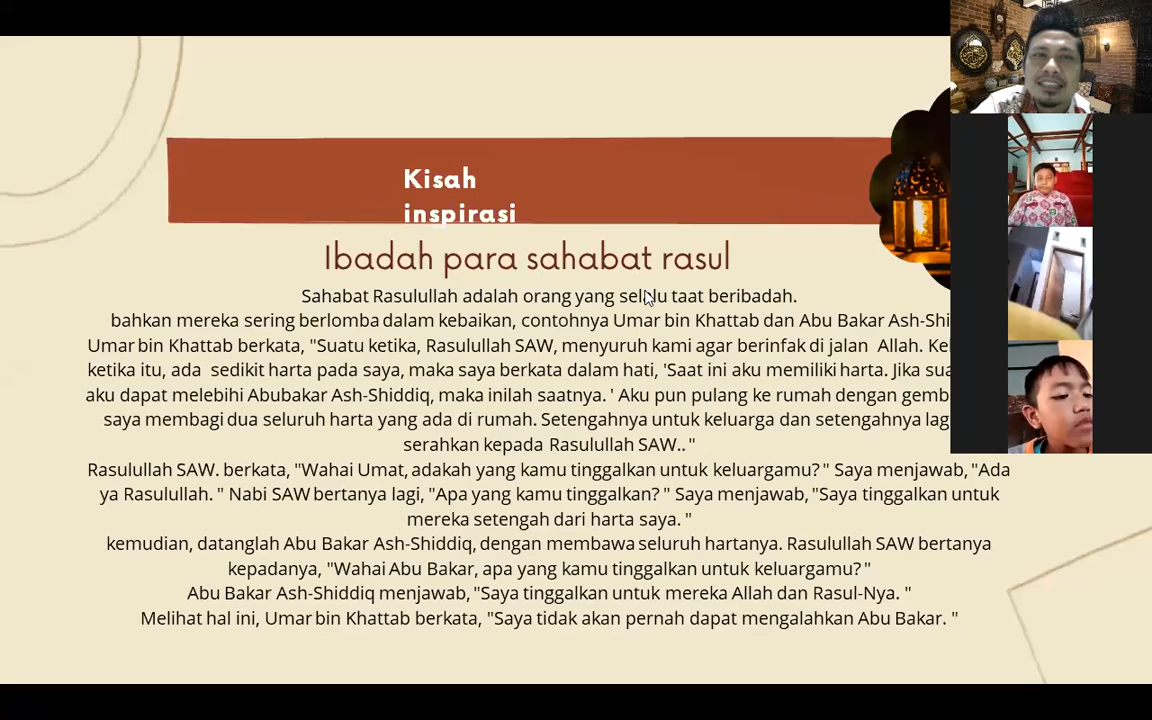 Kisah
inspirasi
Ibadah para sahabat rasul
Sahabat Rasulullah adalah orang yang selalu taat beribadah.
bahkan mereka sering berlomba dalam kebaikan, contohnya Umar bin Khattab dan Abu Bakar Ash-Shi
Umar bin Khattab berkata, "Suatu ketika, Rasulullah SAW, menyuruh kami agar berinfak di jalan Allah. Ke
ketika itu, ada sedikit harta pada saya, maka saya berkata dalam hati, 'Saat ini aku memiliki harta. Jika sua
aku dapat melebihi Abubakar Ash-Shiddiq, maka inilah saatnya. ' Aku pun pulang ke rumah dengan gemb
saya membagi dua seluruh harta yang ada di rumah. Setengahnya untuk keluarga dan setengahnya lag
serahkan kepada Rasulullah SAW.. "
Rasulullah SAW. berkata, "Wahai Umat, adakah yang kamu tinggalkan untuk keluargamu? " Saya menjawab, "Ada
ya Rasulullah. " Nabi SAW bertanya lagi, "Apa yang kamu tinggalkan? " Saya menjawab, "Saya tinggalkan untuk
mereka setengah dari harta saya. "
kemudian, datanglah Abu Bakar Ash-Shiddiq, dengan membawa seluruh hartanya. Rasulullah SAW bertanya
kepadanya, "Wahai Abu Bakar, apa yang kamu tinggalkan untuk keluargamu? "
Abu Bakar Ash-Shiddiq menjawab, "Saya tinggalkan untuk mereka Allah dan Rasul-Nya. "
Melihat hal ini, Umar bin Khattab berkata, "Saya tidak akan pernah dapat mengalahkan Abu Bakar. "